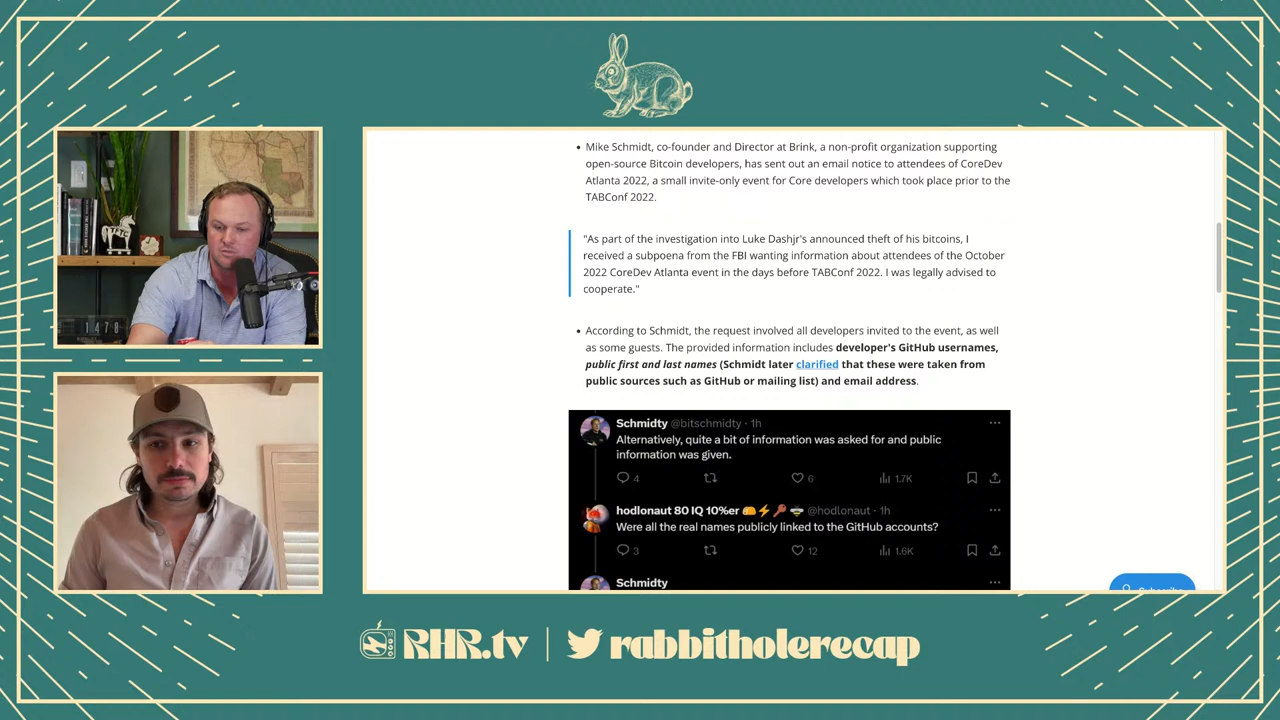 Mike Schmidt, co-founder and Director at Brink, a non-profit organization supporting
open-source Bitcoin developers, has sent out an email notice to attendees of CoreDev
Atlanta 2022, a small invite-only event for Core developers which took place prior to the
TABConf 2022.
"As part of the investigation into Luke Dashjr's announced theft of his bitcoins, I
received a subpoena from the FBI wanting information about attendees of the October
2022 CoreDev Atlanta event in the days before TABConf 2022. I was legally advised to
cooperate."
According to Schmidt, the request involved all developers invited to the event, as well
as some guests. The provided information includes developer's GitHub usernames,
public first and last names (Schmidt later clarified that these were taken from
public sources such as GitHub or mailing list) and email address.
Schmidty @bitschmidty · 1h
Alternatively, quite a bit of information was asked for and public
information was given.
4 6 1.7K
hodlonaut 80 IQ 10%er @hodlonaut · 1h
Were all the real names publicly linked to the GitHub accounts?
3 12 1.6K
Schmidty
Subscribe
1478
RHR.tv | rabbitholerecap